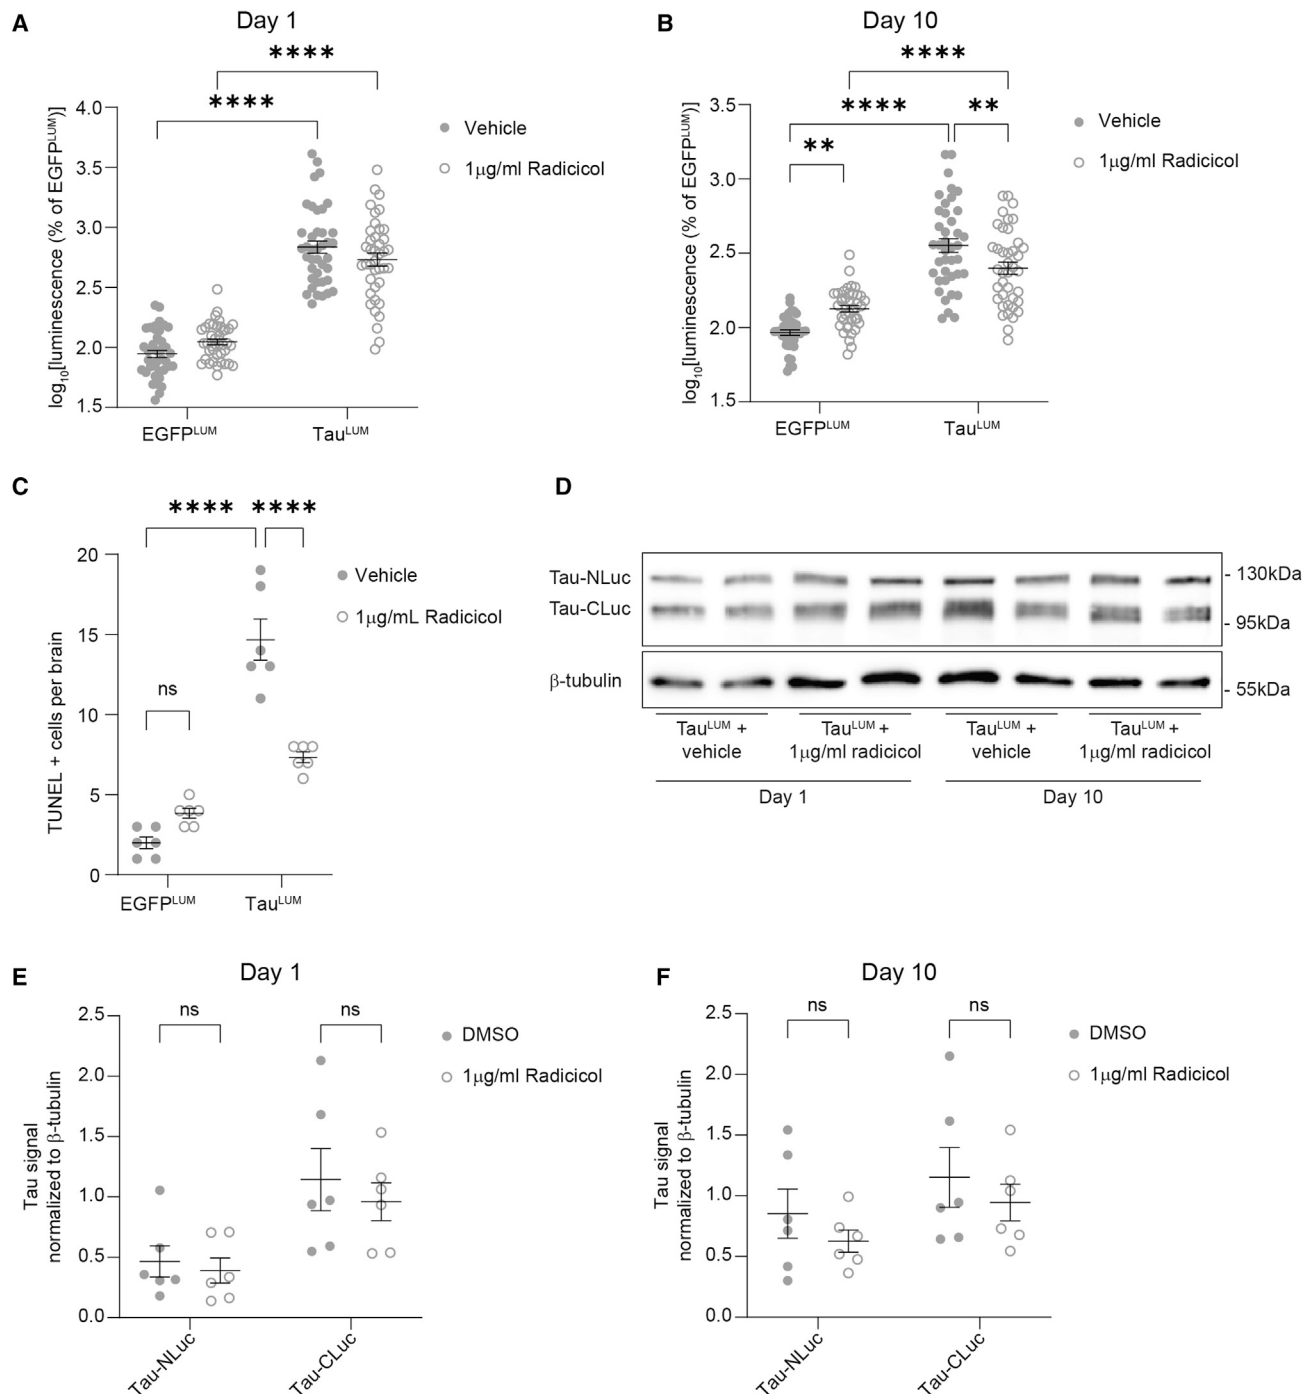 A
Day 1
****
****
log10[luminescence (% of EGFPLUM)]
4.0
3.5
3.0
2.5
2.0
1.5
EGFPLUM
TauLUM
Vehicle
1μg/ml Radicicol
B
Day 10
****
****
**
**
log10[luminescence (% of EGFPLUM)]
3.5
3.0
2.5
2.0
1.5
EGFPLUM
TauLUM
Vehicle
1μg/ml Radicicol
C
****
****
ns
TUNEL + cells per brain
20
15
10
5
0
EGFPLUM
TauLUM
Vehicle
1μg/mL Radicicol
D
Tau-NLuc
Tau-CLuc
β-tubulin
- 130kDa
- 95kDa
- 55kDa
TauLUM +
vehicle
TauLUM +
1μg/ml radicicol
TauLUM +
vehicle
TauLUM +
1μg/ml radicicol
Day 1
Day 10
E
Day 1
ns
ns
Tau signal
normalized to β-tubulin
2.5
2.0
1.5
1.0
0.5
0.0
Tau-NLuc
Tau-CLuc
DMSO
1μg/ml Radicicol
F
Day 10
ns
ns
Tau signal
normalized to β-tubulin
2.5
2.0
1.5
1.0
0.5
0.0
Tau-NLuc
Tau-CLuc
DMSO
1μg/ml Radicicol